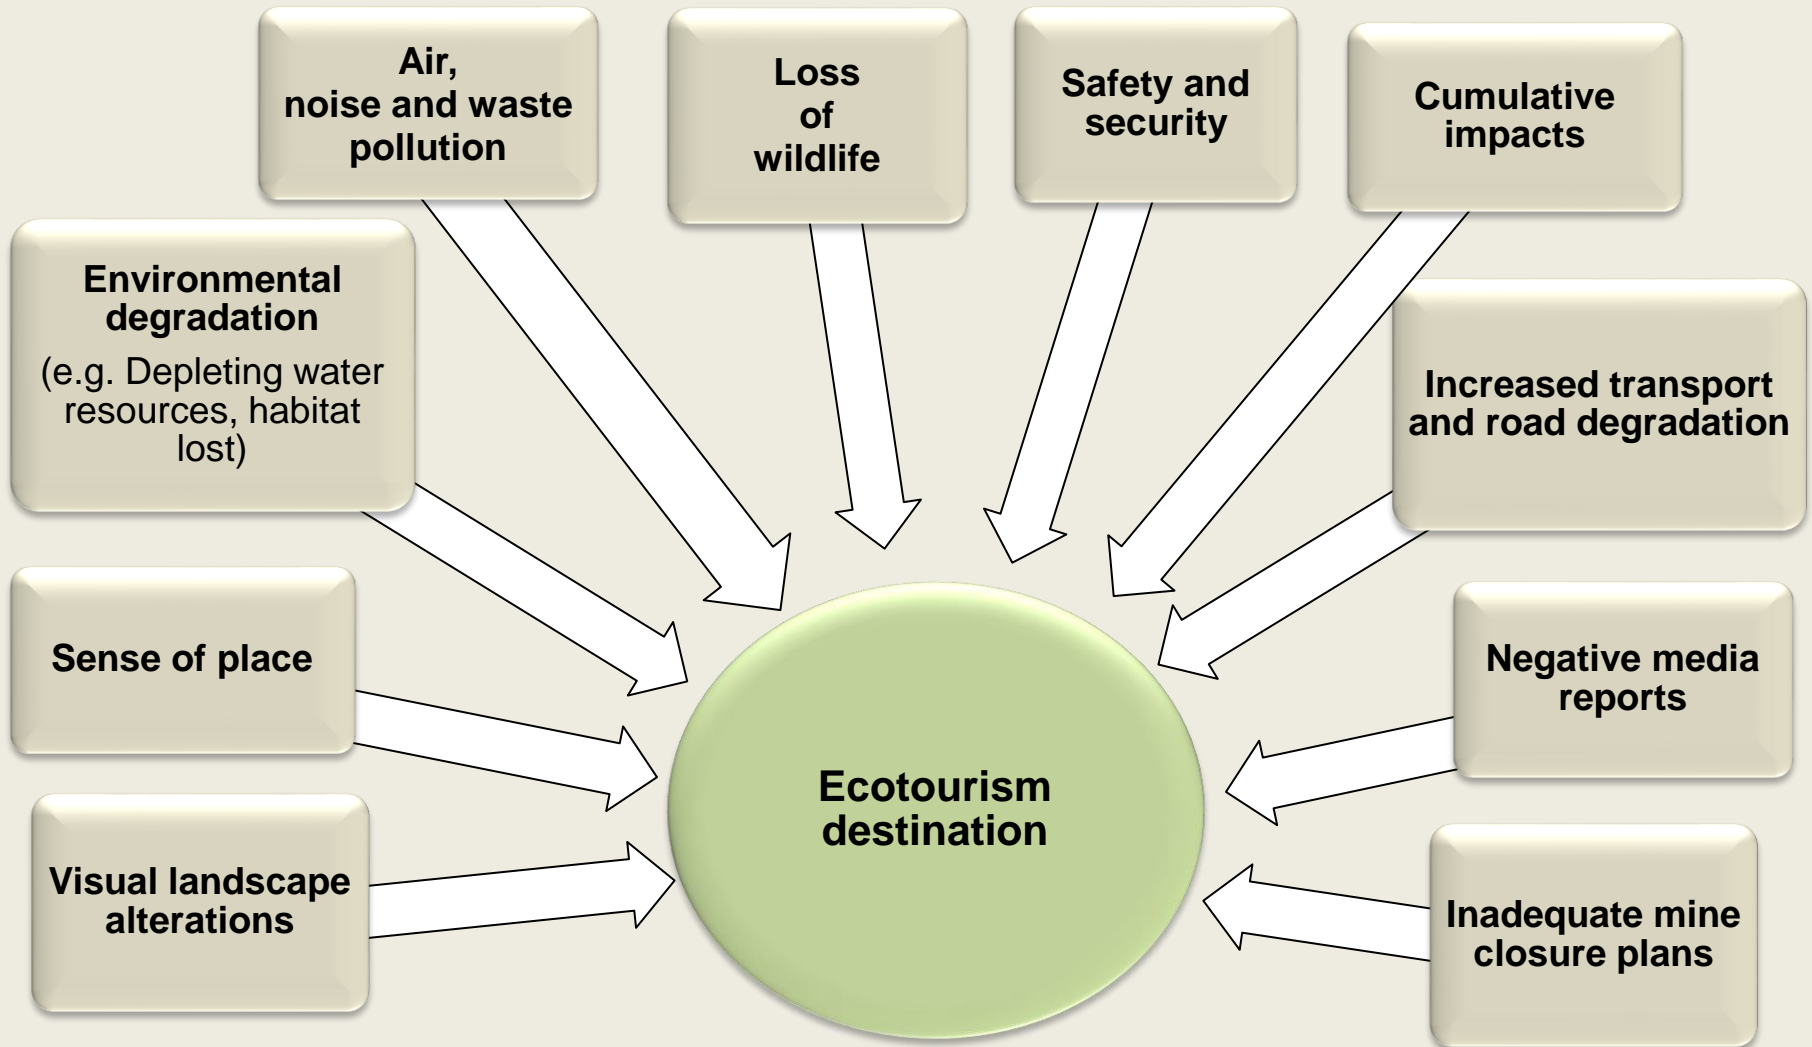 Air,
noise and waste
pollution
Loss
of
wildlife
Safety and
security
Cumulative
impacts
Environmental
degradation
(e.g. Depleting water
resources, habitat
lost)
Increased transport
and road degradation
Sense of place
Negative media
reports
Ecotourism
destination
Visual landscape
alterations
Inadequate mine
closure plans